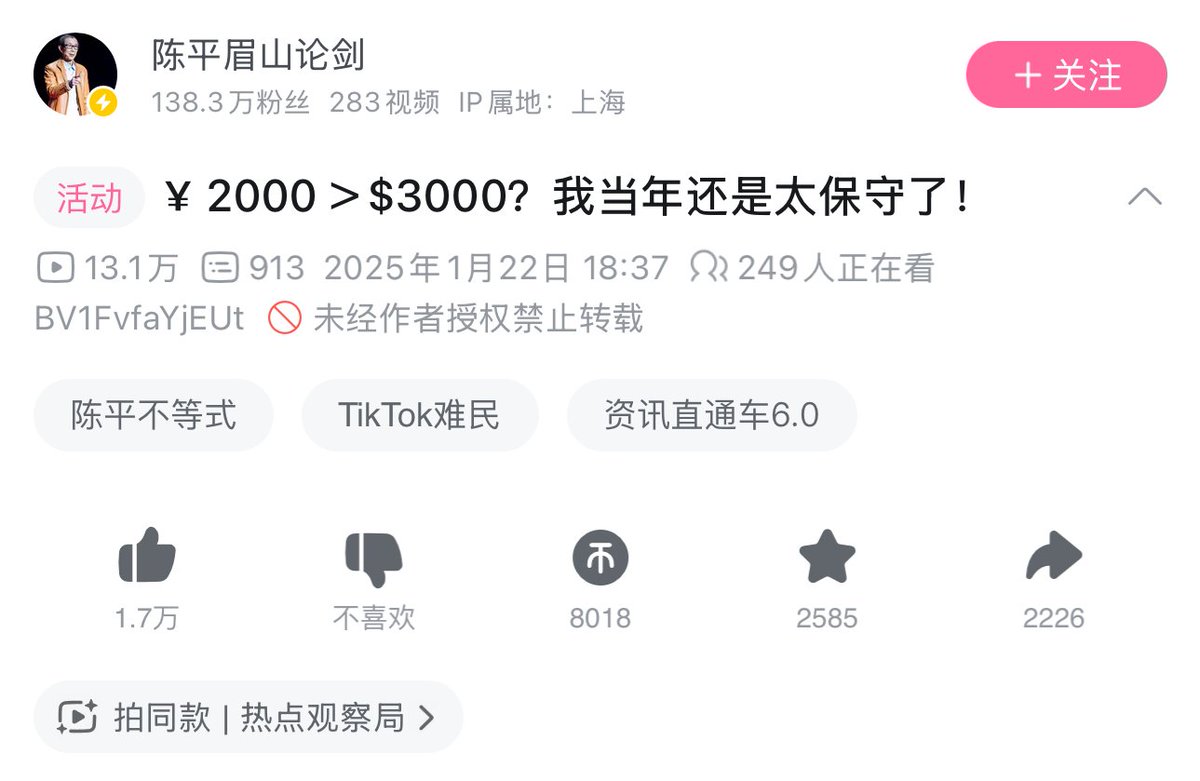 陈平眉山论剑
138.3万粉丝 283视频 IP属地：上海
+ 关注
活动 ¥ 2000 > $3000？我当年还是太保守了！
13.1万 913 2025年1月22日 18:37 249人正在看
BV1FvfaYjEUt 未经作者授权禁止转载
陈平不等式 TikTok难民 资讯直通车6.0
1.7万 不喜欢 8018 2585 2226
拍同款 | 热点观察局